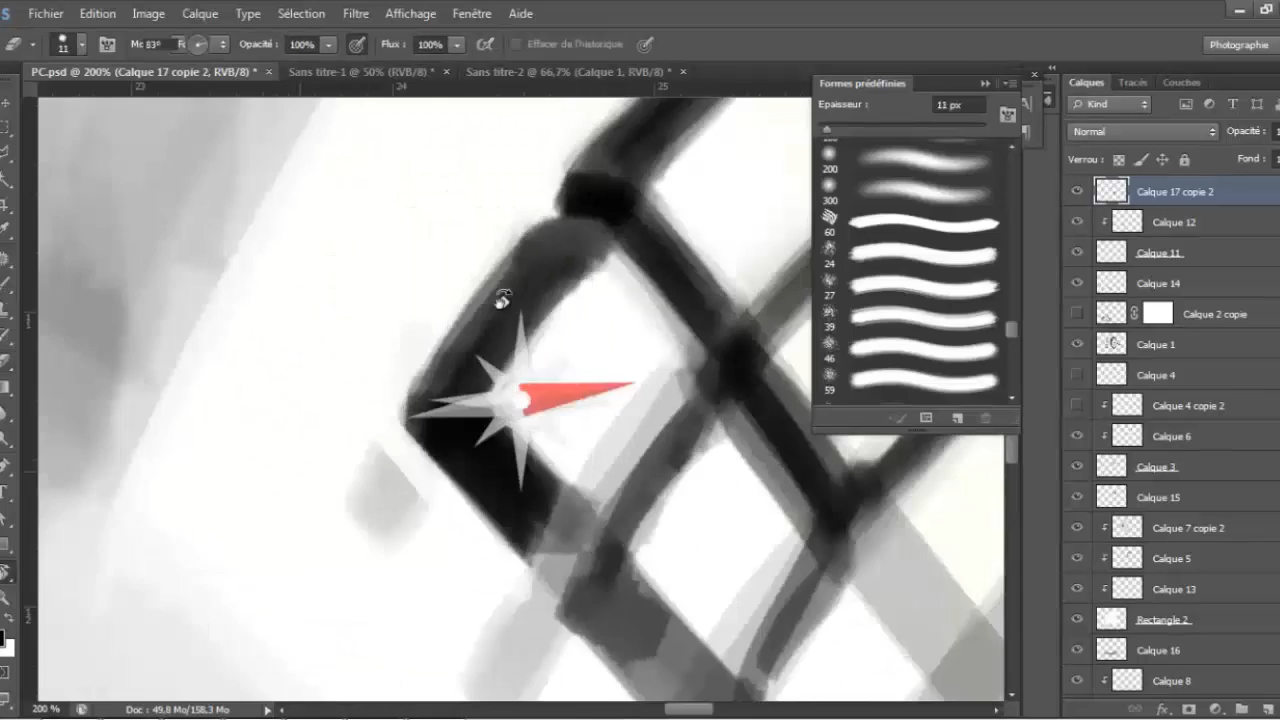 Fichier Edition Image Calque Type Sélection Filtre Affichage Fenêtre Aide
11 Mo 83° Opacité : 100% Flux : 100% Effacer de l'historique Photographie
PC.psd @ 200% (Calque 17 copie 2, RVB/8) * × Sans titre-1 @ 50% (RVB/8) * × Sans titre-2 @ 66,7% (Calque 1, RVB/8) * ×
23 24 25
Formes prédéfinies
Epaisseur : 11 px
200
300
60
24
27
39
46
59
Calques Tracés Couches
Kind
Normal Opacité :
Verrou : Fond :
Calque 17 copie 2
Calque 12
Calque 11
Calque 14
Calque 2 copie
Calque 1
Calque 4
Calque 4 copie 2
Calque 6
Calque 3
Calque 15
Calque 7 copie 2
Calque 5
Calque 13
Rectangle 2
Calque 16
Calque 8
200 % Doc : 49,8 Mo/158,3 Mo